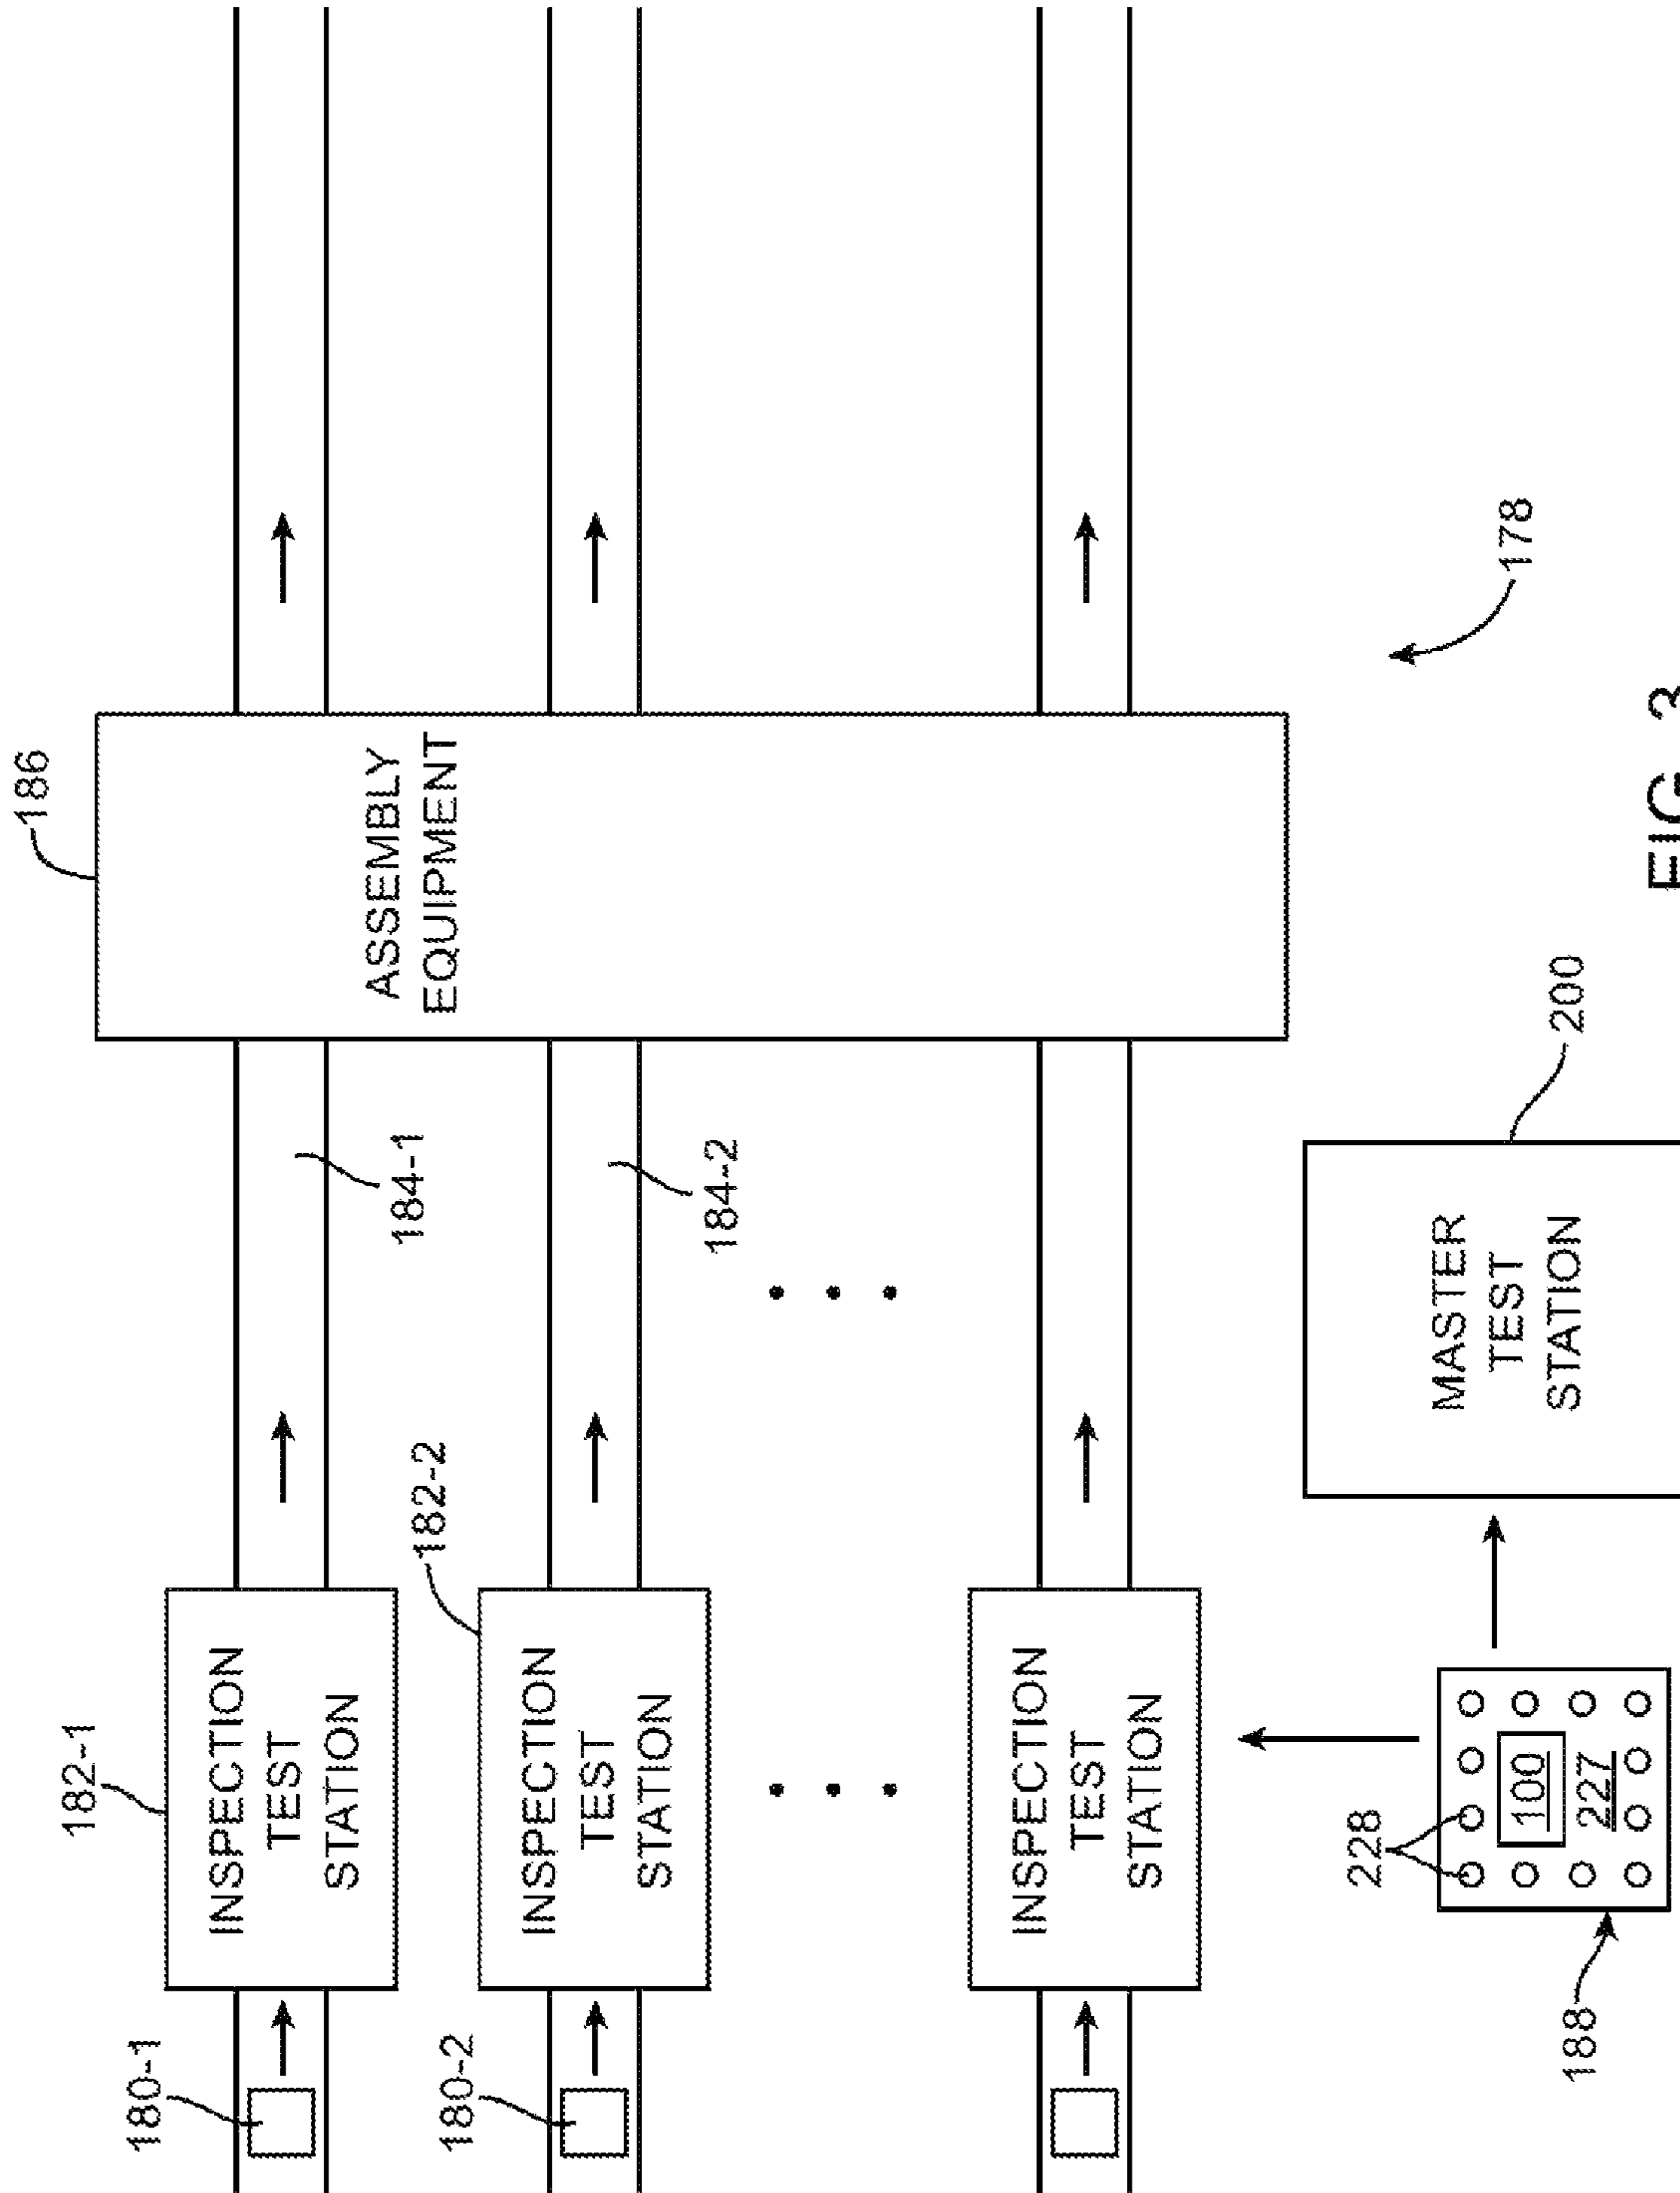 186
182-1
INSPECTION
TEST
STATION
180-1
184-1
ASSEMBLY
EQUIPMENT
182-2
INSPECTION
TEST
STATION
180-2
184-2
INSPECTION
TEST
STATION
228
100
227
188
MASTER
TEST
STATION
200
178
FIG. 3